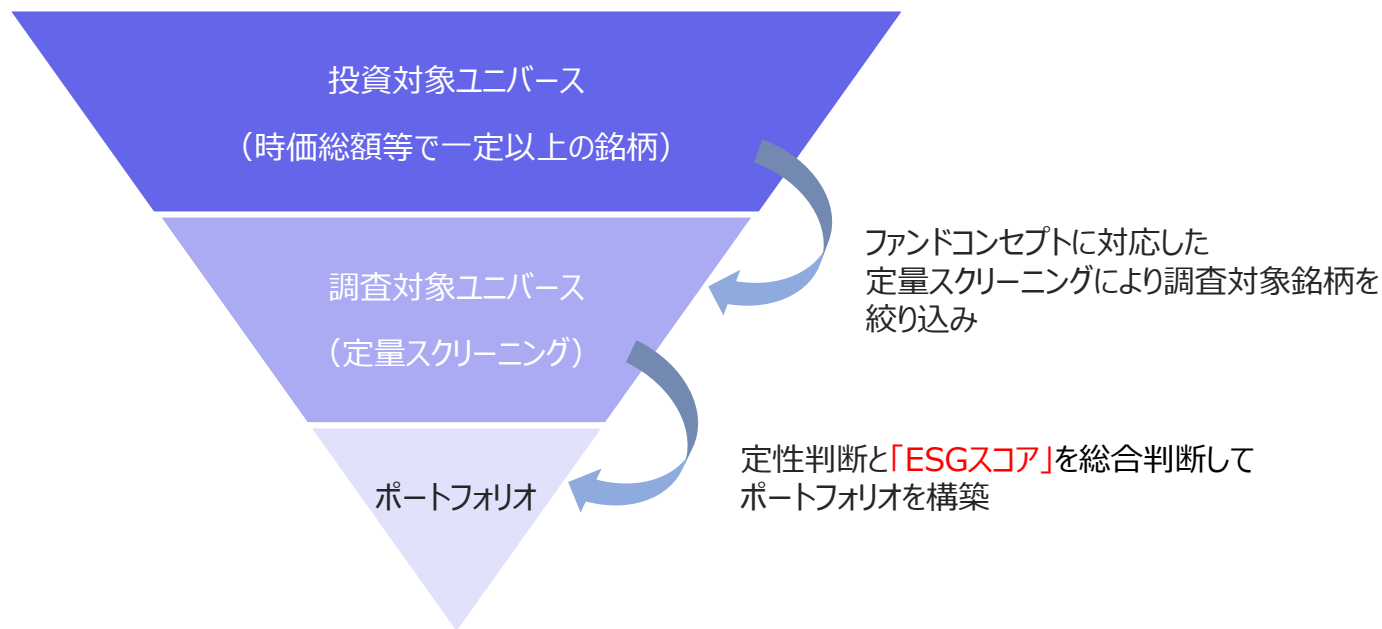 投資対象ユニバース
（時価総額等で一定以上の銘柄）
ファンドコンセプトに対応した
定量スクリーニングにより調査対象銘柄を
絞り込み
調査対象ユニバース
（定量スクリーニング）
定性判断と「ESGスコア」を総合判断して
ポートフォリオを構築
ポートフォリオ